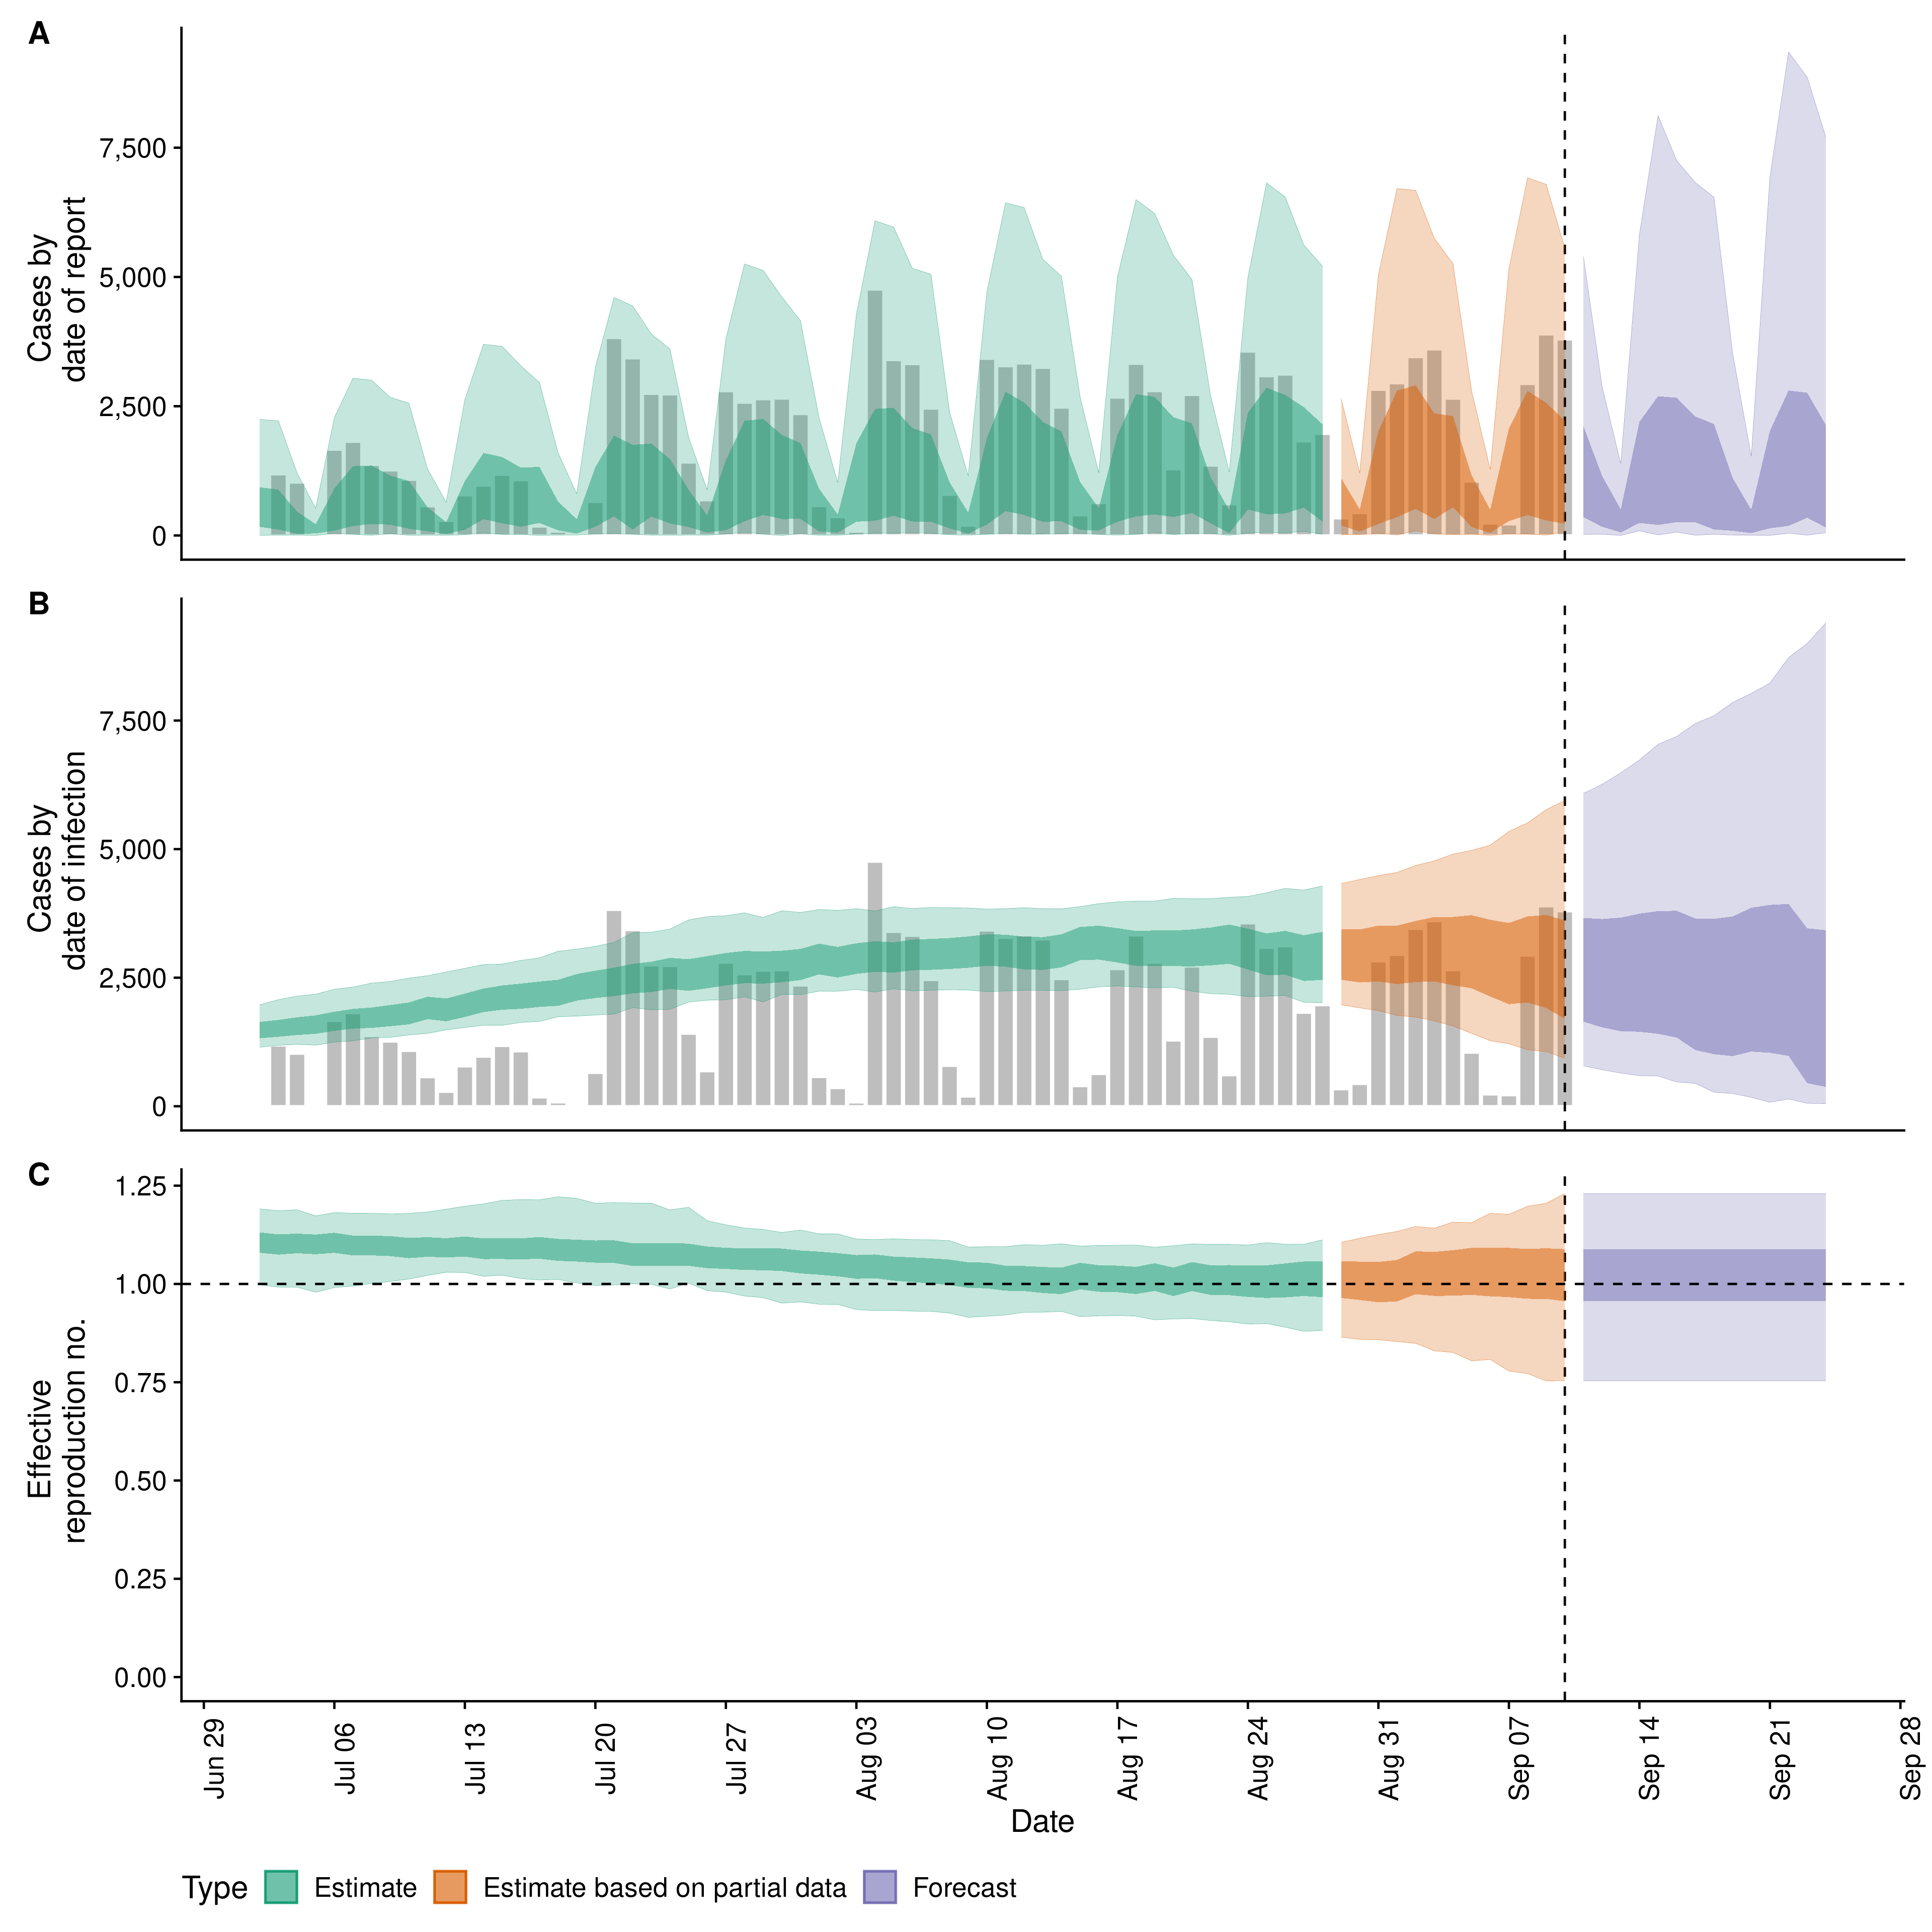 A
7,500
5,000
2,500
0
Cases by
date of report
B
7,500
5,000
2,500
0
Cases by
date of infection
C
1.25
1.00
0.75
0.50
0.25
0.00
Effective
reproduction no.
Jun 29
Jul 06
Jul 13
Jul 20
Jul 27
Aug 03
Aug 10
Aug 17
Aug 24
Aug 31
Sep 07
Sep 14
Sep 21
Sep 28
Date
Type Estimate Estimate based on partial data Forecast